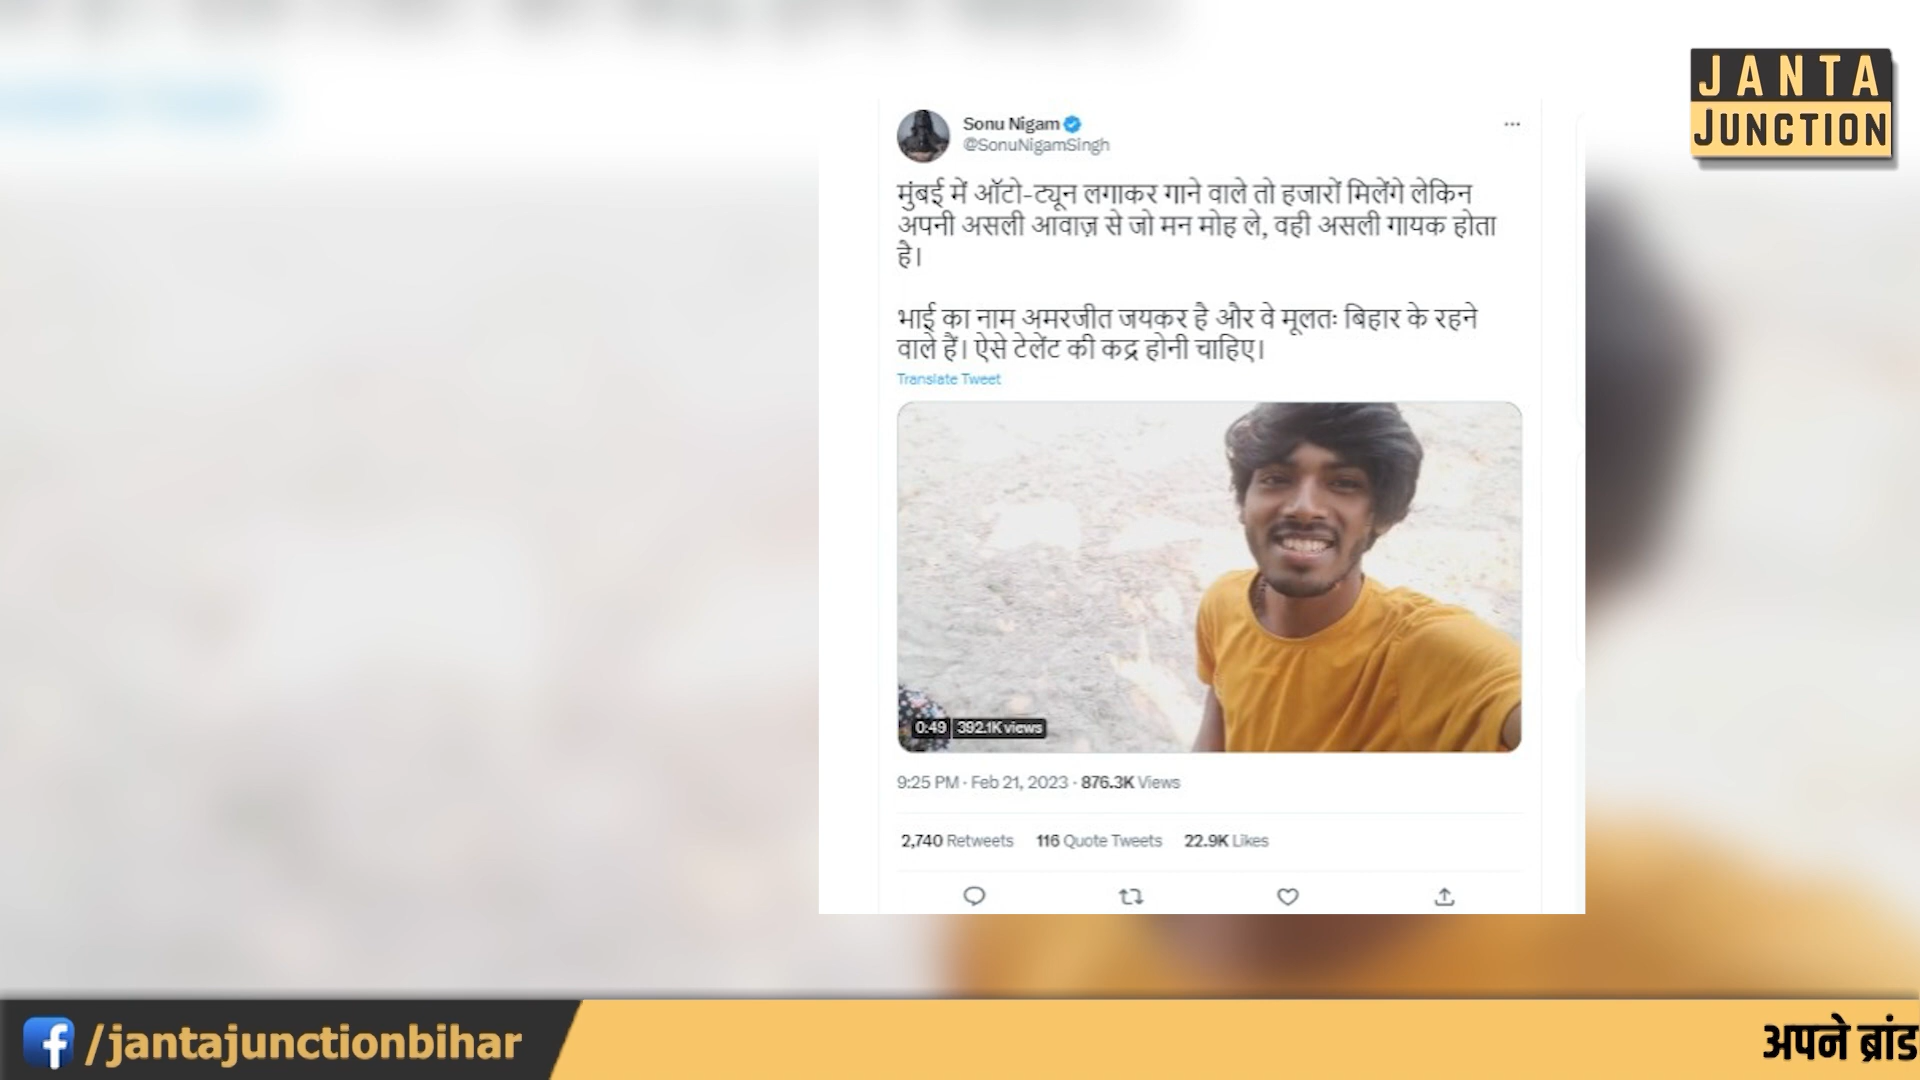 JANTA
JUNCTION
Sonu Nigam
@SonuNigamSingh
मुंबई में ऑटो-ट्यून लगाकर गाने वाले तो हजारों मिलेंगे लेकिन
अपनी असली आवाज़ से जो मन मोह ले, वही असली गायक होता
है।
भाई का नाम अमरजीत जयकर है और वे मूलतः बिहार के रहने
वाले हैं। ऐसे टेलेंट की कद्र होनी चाहिए।
Translate Tweet
0:49 392.1K views
9:25 PM · Feb 21, 2023 · 876.3K Views
2,740 Retweets 116 Quote Tweets 22.9K Likes
/jantajunctionbihar
अपने ब्रांड